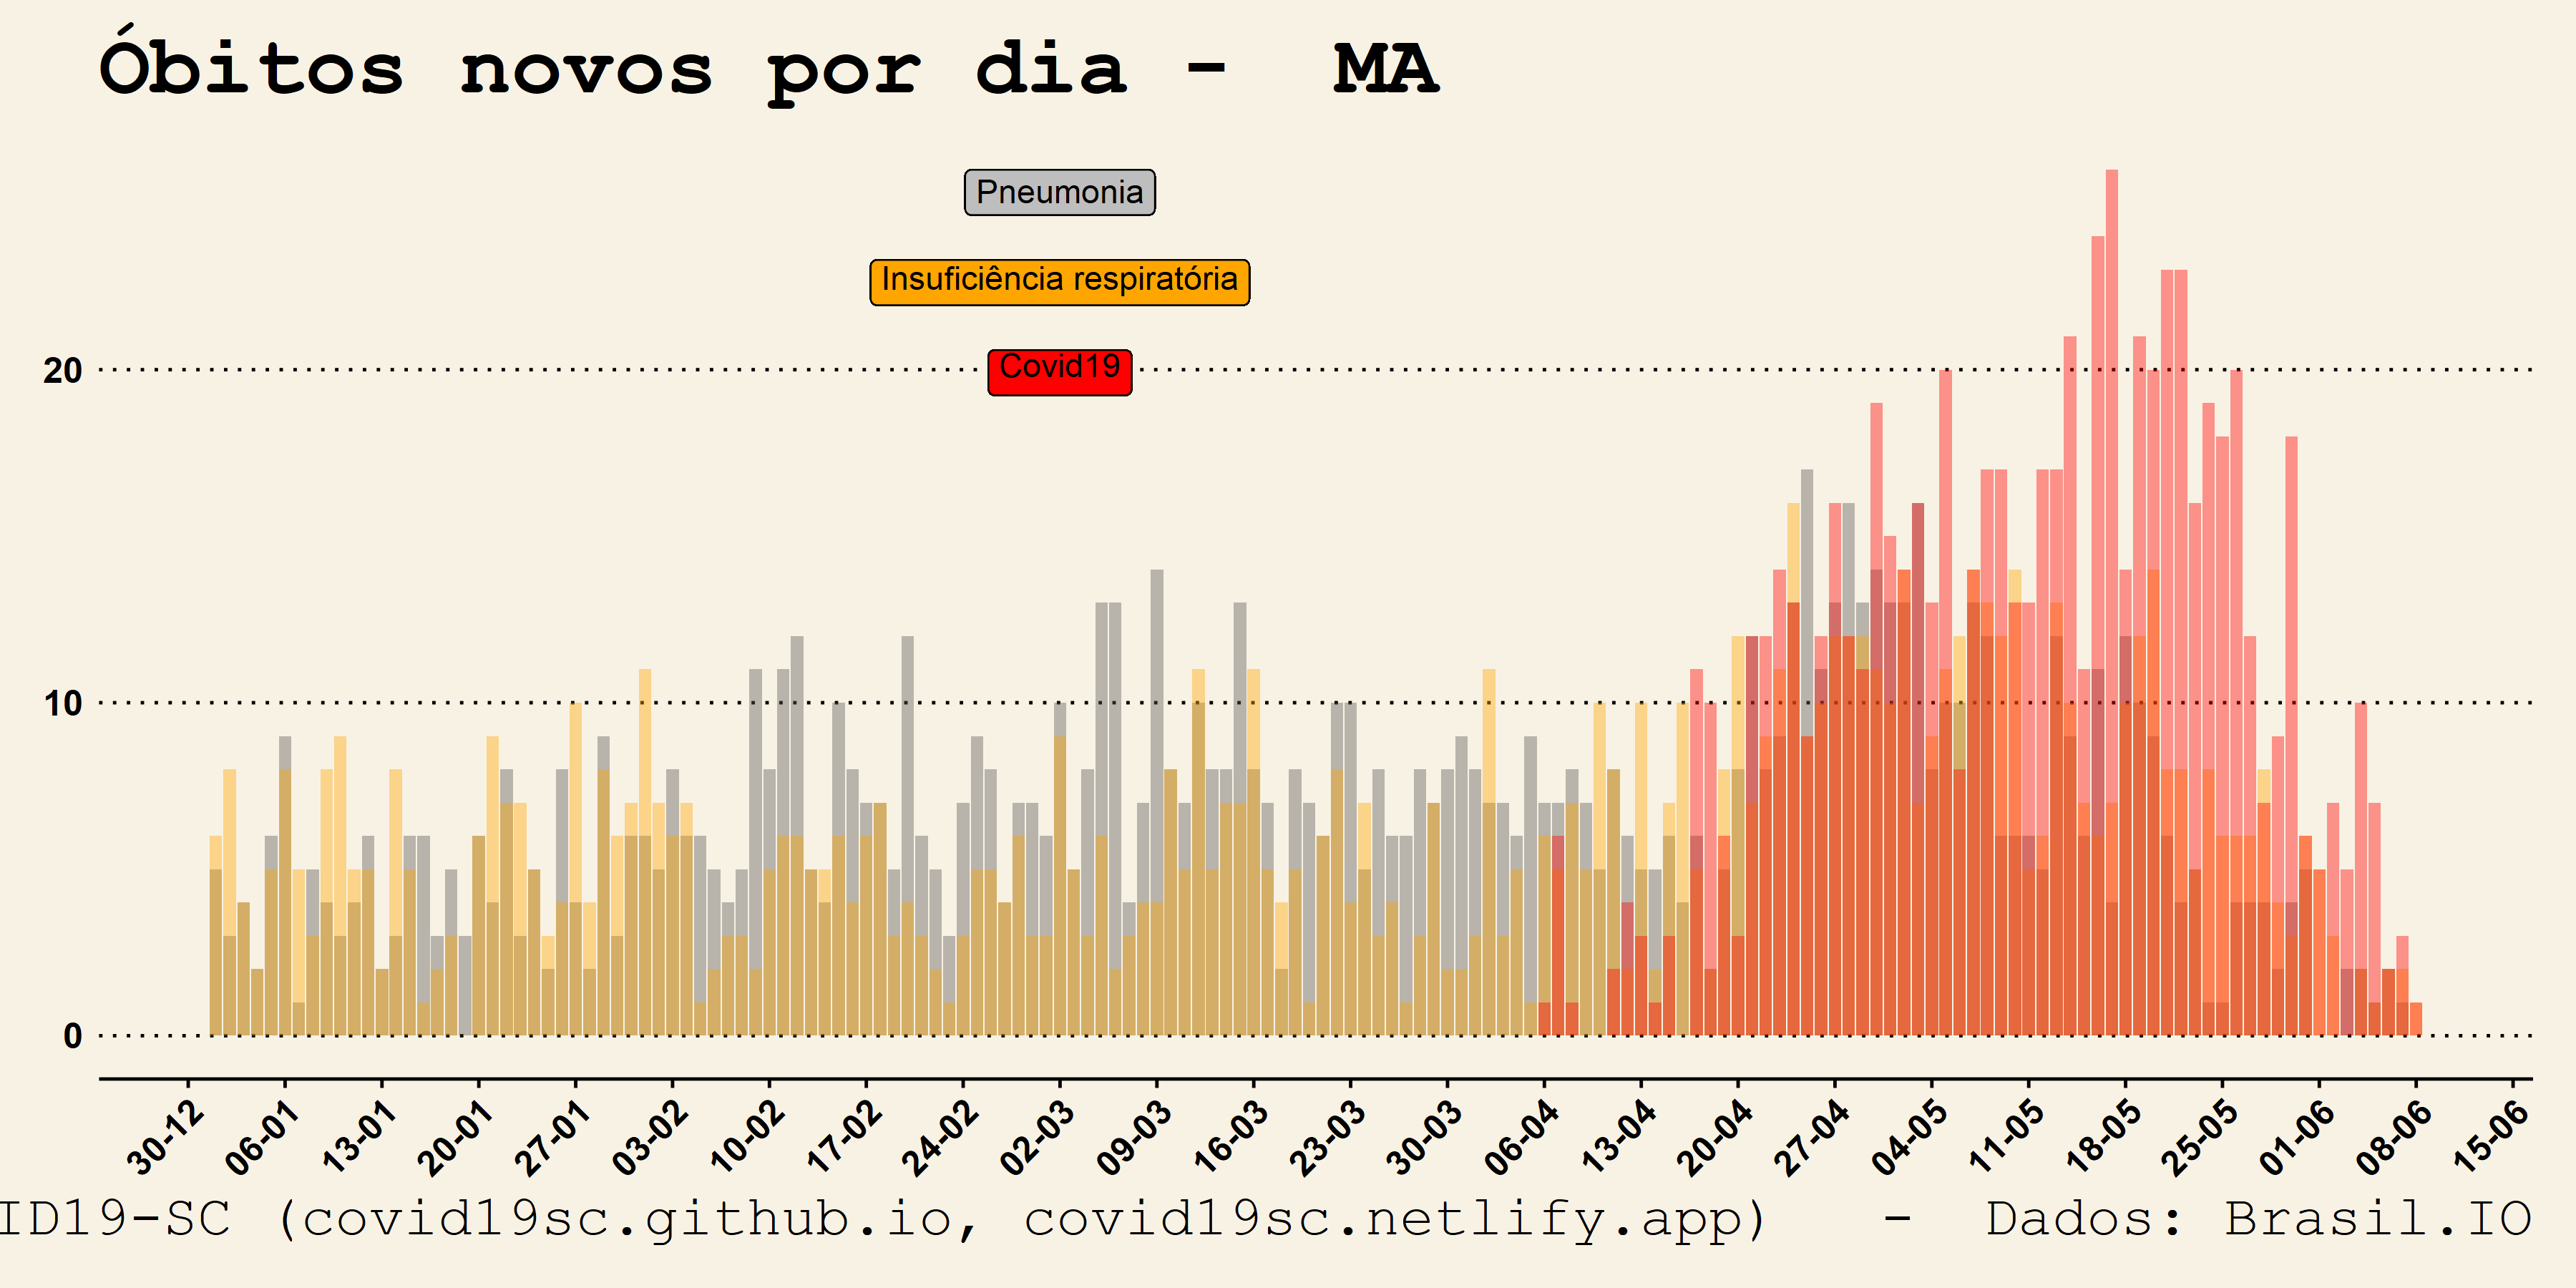 Óbitos novos por dia - MA
Pneumonia
Insuficiência respiratória
Covid19
20
10
0
30-12 06-01 13-01 20-01 27-01 03-02 10-02 17-02 24-02 02-03 09-03 16-03 23-03 30-03 06-04 13-04 20-04 27-04 04-05 11-05 18-05 25-05 01-06 08-06 15-06
ID19-SC (covid19sc.github.io, covid19sc.netlify.app) - Dados: Brasil.IO